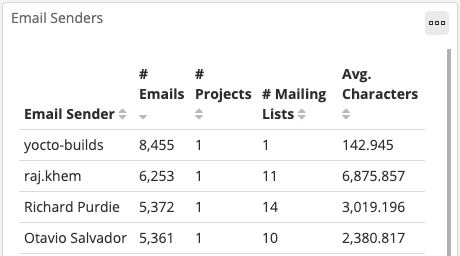 Email Senders
Email Sender # Emails # Projects # Mailing Lists Avg. Characters
yocto-builds 8,455 1 1 142.945
raj.khem 6,253 1 11 6,875.857
Richard Purdie 5,372 1 14 3,019.196
Otavio Salvador 5,361 1 10 2,380.817